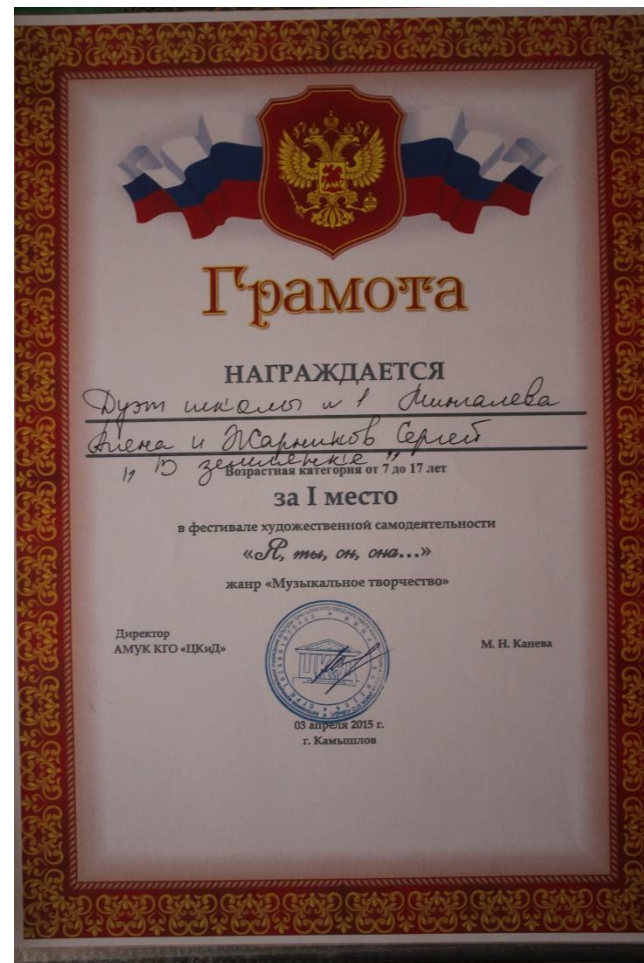 Грамота
НАГРАЖДАЕТСЯ
Дуэт школы № 1 Мингалева
Алена и Жарников Сергей
" В землянке "
Возрастная категория от 7 до 17 лет
за I место
в фестивале художественной самодеятельности
«Я, ты, он, она...»
жанр «Музыкальное творчество»
Директор
АМУК КГО «ЦКиД»
М. Н. Канева
03 апреля 2015 г.
г. Камышлов